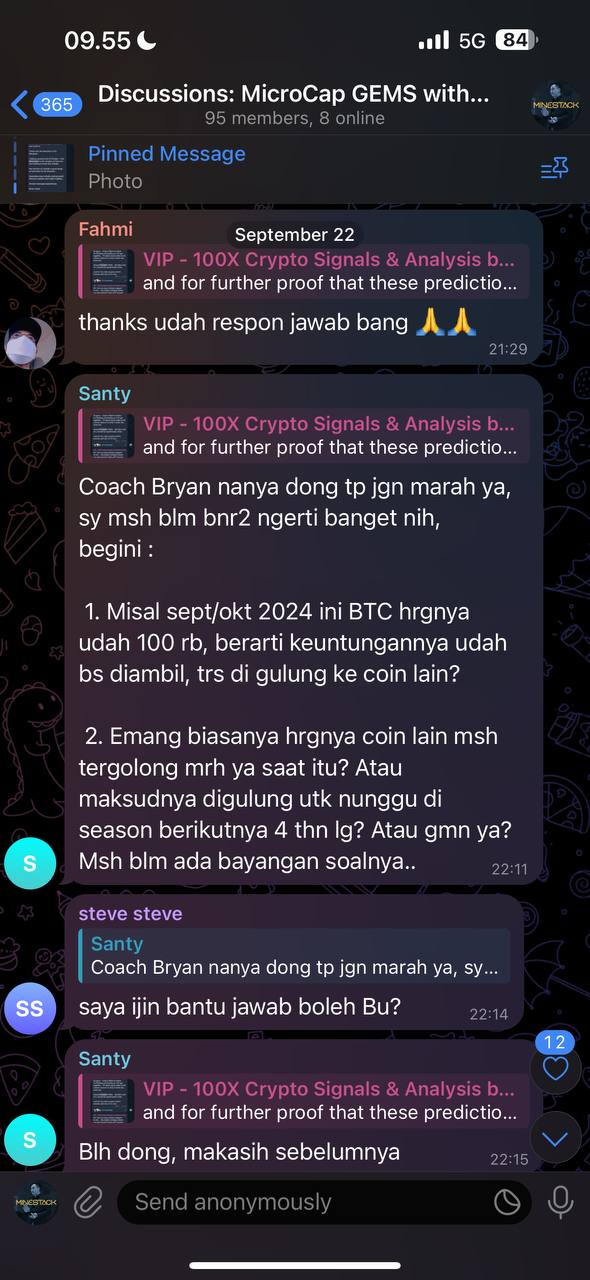 09.55
5G 84
365
Discussions: MicroCap GEMS with...
95 members, 8 online
MINESTACK
Pinned Message
Photo
September 22
Fahmi
VIP - 100X Crypto Signals & Analysis b...
and for further proof that these predictio...
thanks udah respon jawab bang 🙏🙏
21:29
Santy
VIP - 100X Crypto Signals & Analysis b...
and for further proof that these predictio...
Coach Bryan nanya dong tp jgn marah ya,
sy msh blm bnr2 ngerti banget nih,
begini :
1. Misal sept/okt 2024 ini BTC hrgnya
udah 100 rb, berarti keuntungannya udah
bs diambil, trs di gulung ke coin lain?
2. Emang biasanya hrgnya coin lain msh
tergolong mrh ya saat itu? Atau
maksudnya digulung utk nunggu di
season berikutnya 4 thn lg? Atau gmn ya?
Msh blm ada bayangan soalnya..
22:11
S
steve steve
Santy
Coach Bryan nanya dong tp jgn marah ya, sy...
saya ijin bantu jawab boleh Bu?
22:14
SS
12
Santy
VIP - 100X Crypto Signals & Analysis b...
and for further proof that these predictio...
Blh dong, makasih sebelumnya
22:15
S
MINESTACK
Send anonymously